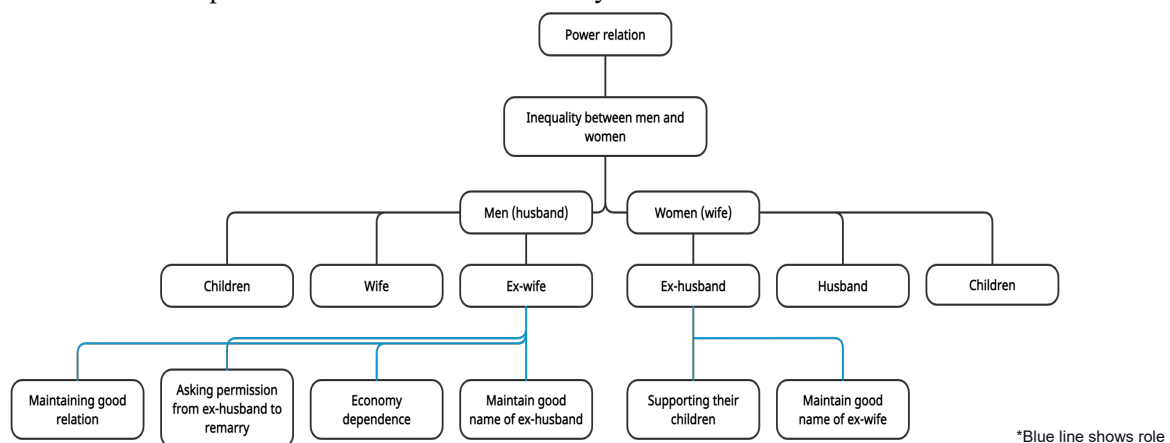 Power relation
Inequality between men and
women
Men (husband)
Women (wife)
Children
Wife
Ex-wife
Ex-husband
Husband
Children
Maintaining good
relation
Asking permission
from ex-husband to
remarry
Economy
dependence
Maintain good
name of ex-husband
Supporting their
children
Maintain good
name of ex-wife
*Blue line shows role